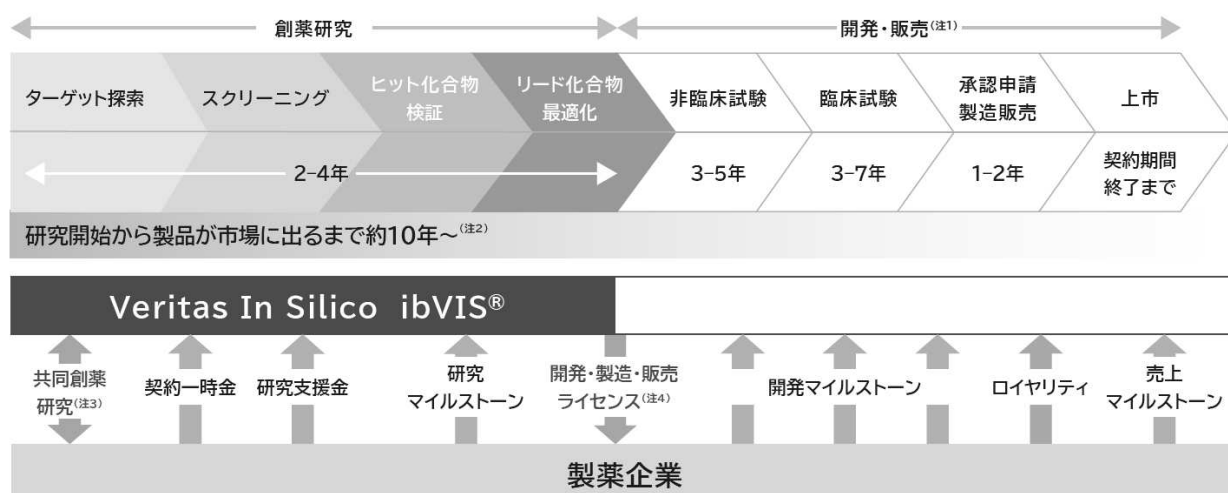 創薬研究
開発・販売(注1)
ターゲット探索
スクリーニング
ヒット化合物
検証
リード化合物
最適化
非臨床試験
臨床試験
承認申請
製造販売
上市
2-4年
3-5年
3-7年
1-2年
契約期間
終了まで
研究開始から製品が市場に出るまで約10年～(注2)
Veritas In Silico ibVIS®
共同創薬
研究(注3)
契約一時金
研究支援金
研究
マイルストーン
開発・製造・販売
ライセンス(注4)
開発マイルストーン
ロイヤリティ
売上
マイルストーン
製薬企業